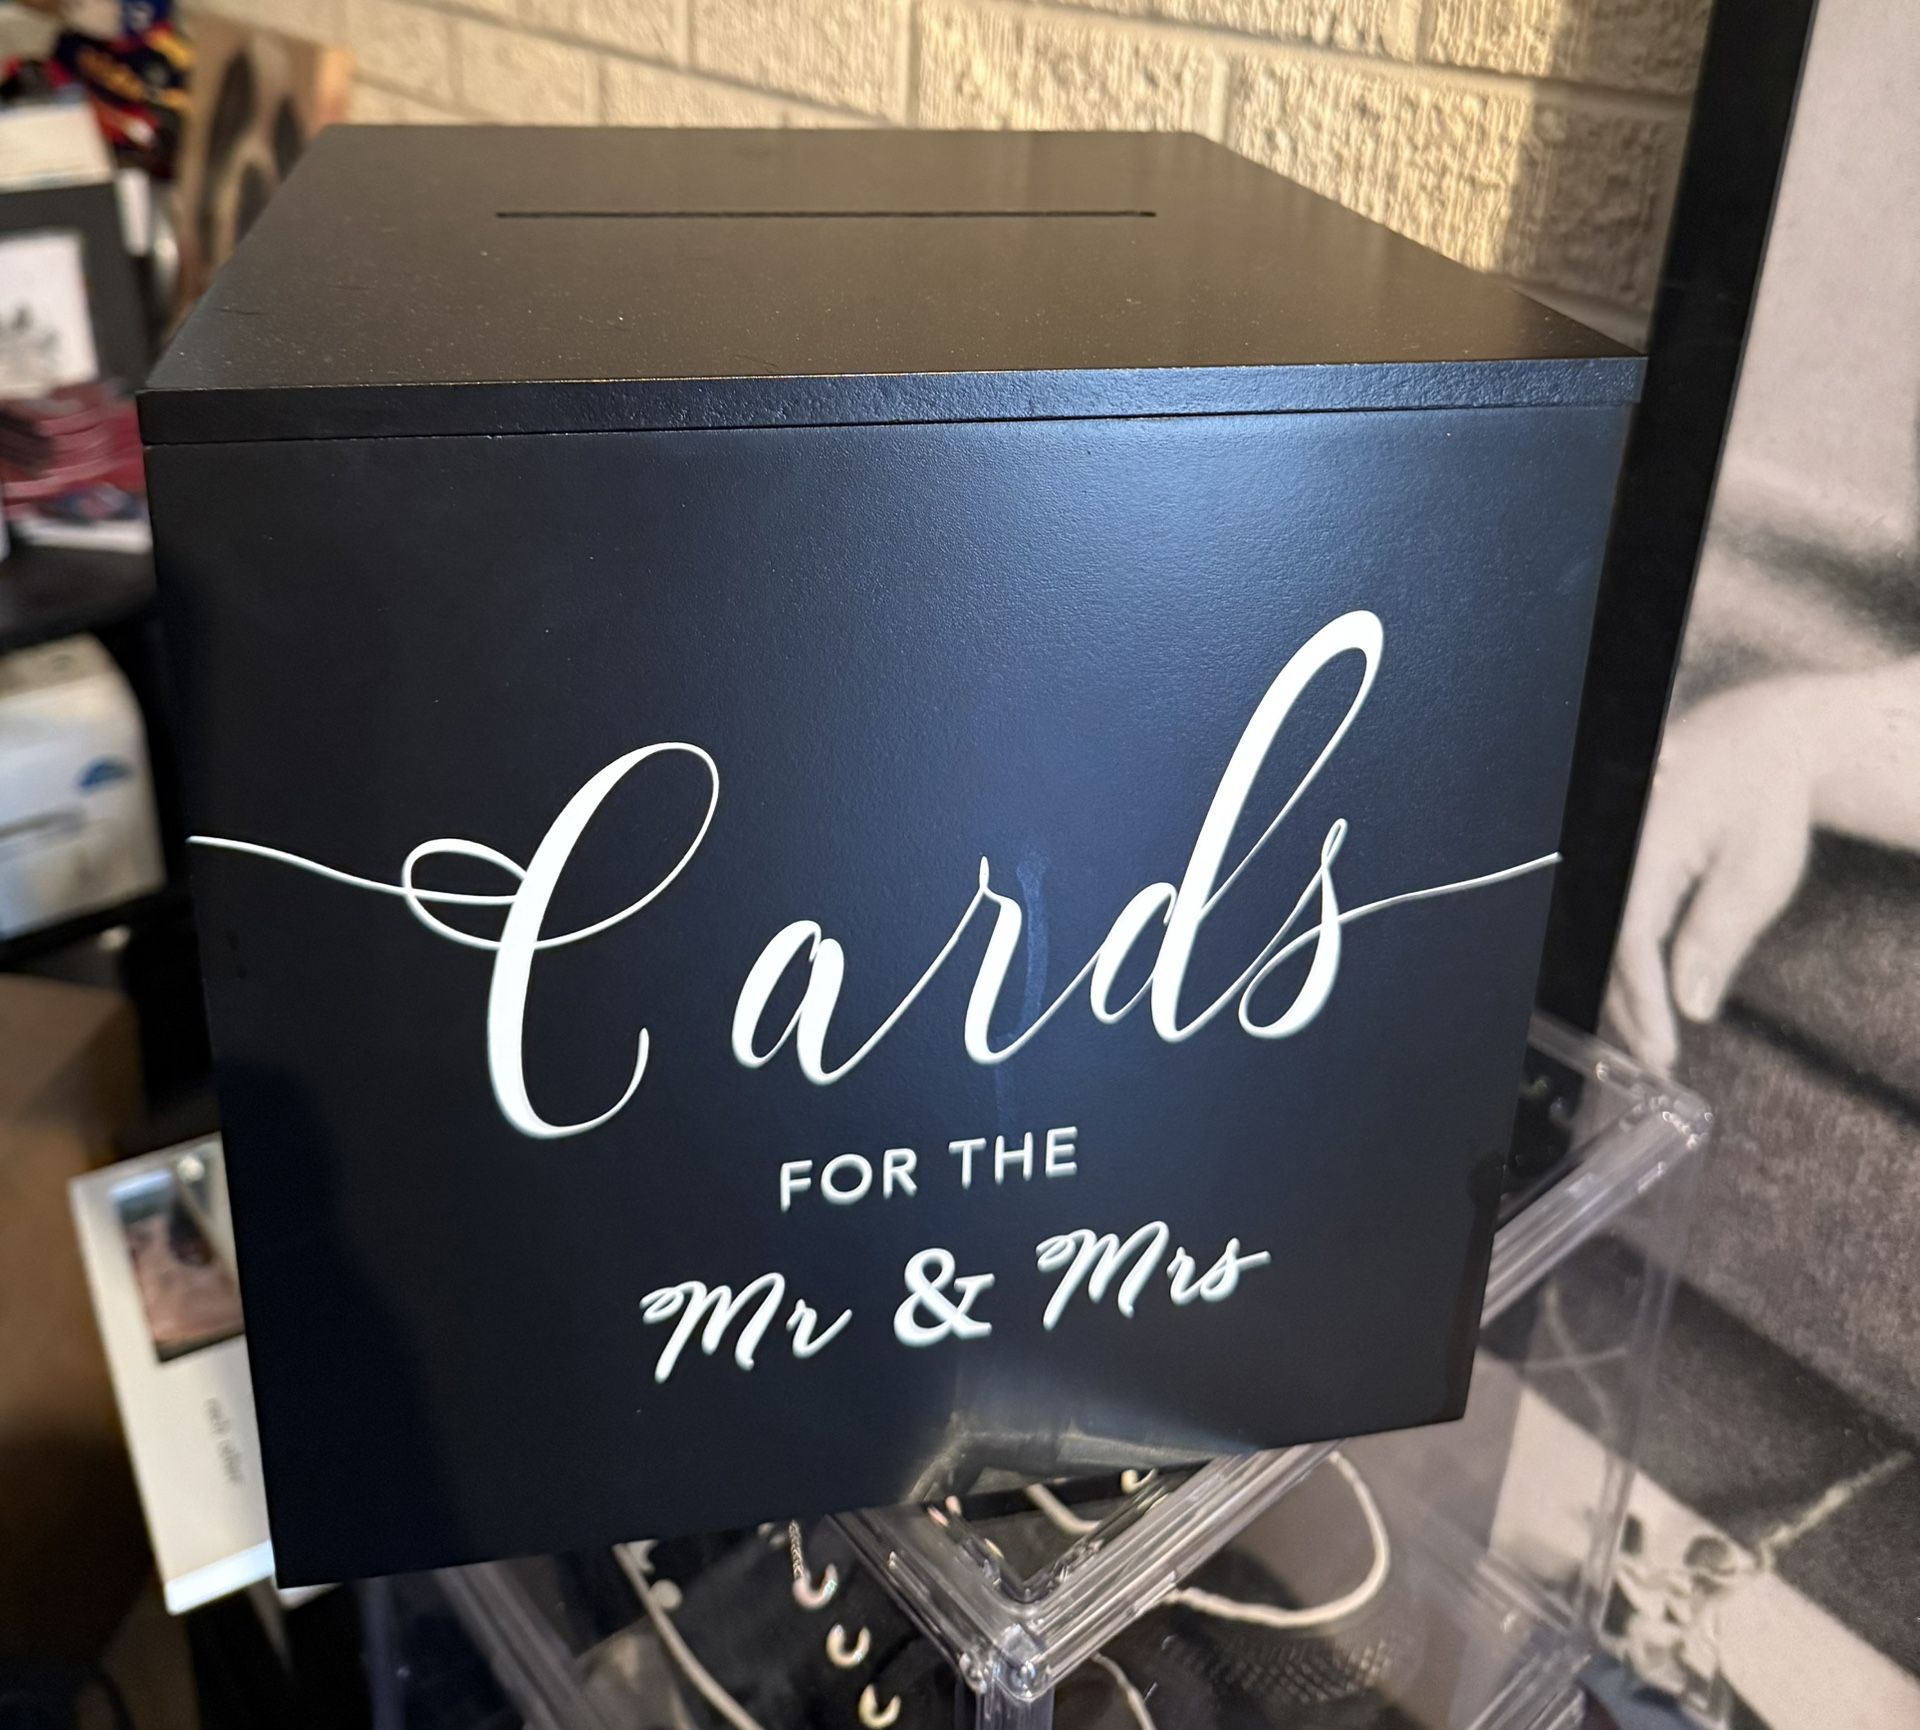 Cards
FOR THE
Mr & Mrs